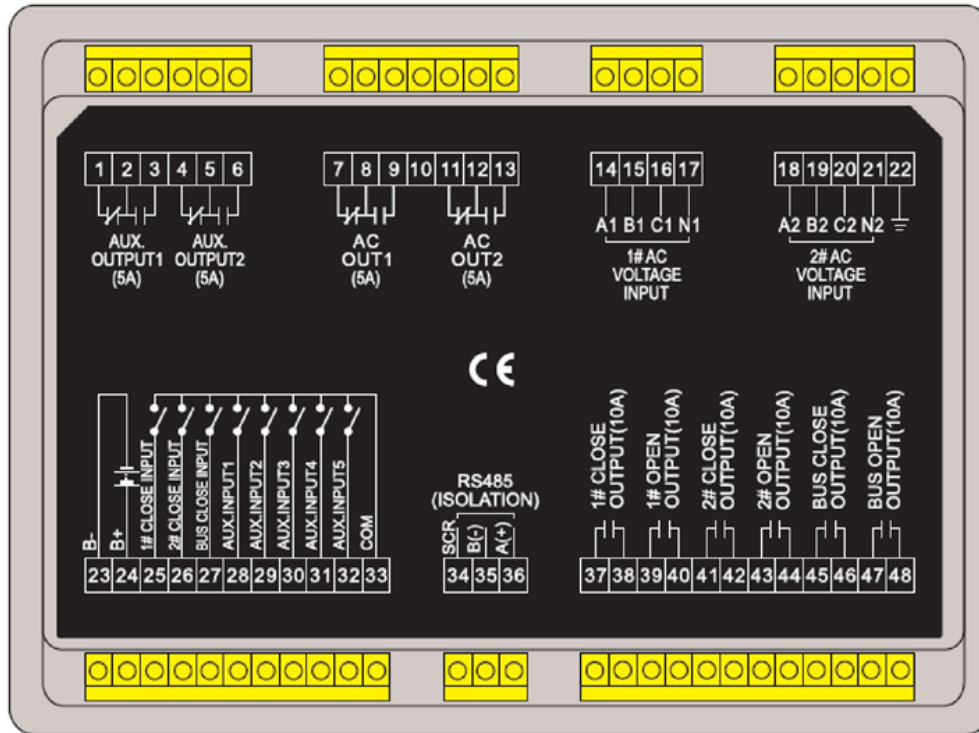 1 2 3 4 5 6
7 8 9 10 11 12 13
14 15 16 17
18 19 20 21 22
AUX.
OUTPUT1
(5A)
AUX.
OUTPUT2
(5A)
AC
OUT1
(5A)
AC
OUT2
(5A)
A1 B1 C1 N1
1# AC
VOLTAGE
INPUT
A2 B2 C2 N2
2# AC
VOLTAGE
INPUT
CE
B-
B+
1# CLOSE INPUT
2# CLOSE INPUT
BUS CLOSE INPUT
AUX.INPUT1
AUX.INPUT2
AUX.INPUT3
AUX.INPUT4
AUX.INPUT5
COM
23 24 25 26 27 28 29 30 31 32 33
RS485
(ISOLATION)
SCR
B(-)
A(+)
34 35 36
1# CLOSE
OUTPUT(10A)
1# OPEN
OUTPUT(10A)
2# CLOSE
OUTPUT(10A)
2# OPEN
OUTPUT(10A)
BUS CLOSE
OUTPUT(10A)
BUS OPEN
OUTPUT(10A)
37 38 39 40 41 42 43 44 45 46 47 48